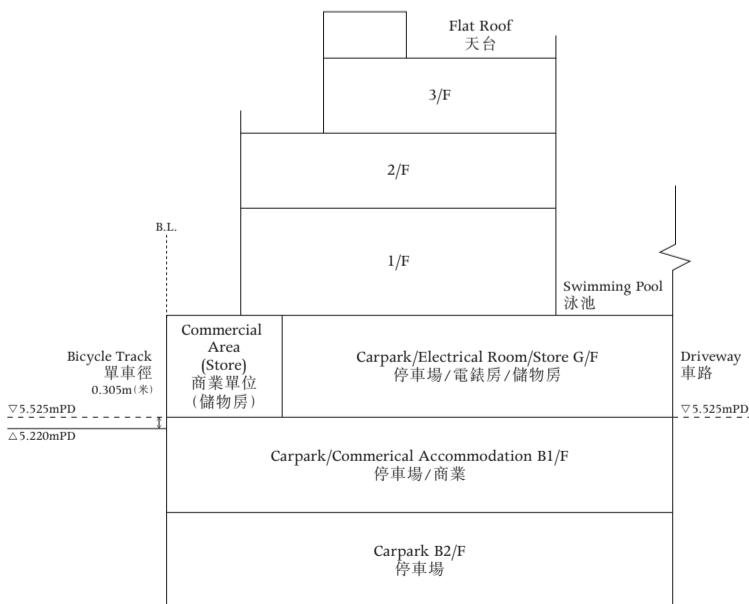 Flat Roof
天台
3/F
2/F
B.L.
1/F
Swimming Pool
泳池
Commercial
Area
(Store)
商業單位
(儲物房)
Carpark/Electrical Room/Store G/F
停車場/電錶房/儲物房
Bicycle Track
單車徑
0.305m(米)
Driveway
車路
▽5.525mPD
▽5.525mPD
△5.220mPD
Carpark/Commerical Accommodation B1/F
停車場/商業
Carpark B2/F
停車場